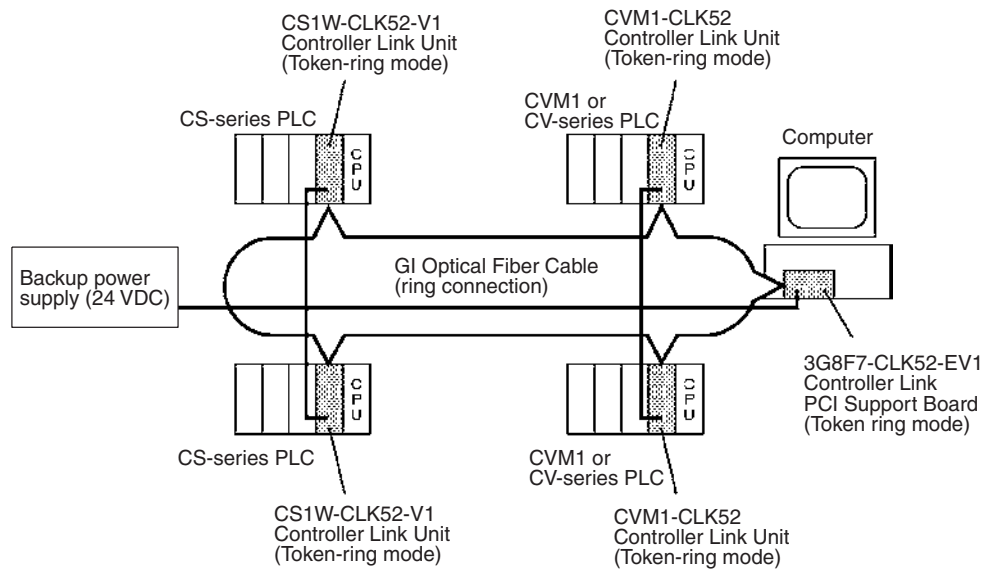 CS1W-CLK52-V1
Controller Link Unit
(Token-ring mode)
CVM1-CLK52
Controller Link Unit
(Token-ring mode)
CS-series PLC
CVM1 or
CV-series PLC
Computer
CPU
CPU
Backup power
supply (24 VDC)
GI Optical Fiber Cable
(ring connection)
3G8F7-CLK52-EV1
Controller Link
PCI Support Board
(Token ring mode)
CPU
CPU
CS-series PLC
CVM1 or
CV-series PLC
CS1W-CLK52-V1
Controller Link Unit
(Token-ring mode)
CVM1-CLK52
Controller Link Unit
(Token-ring mode)